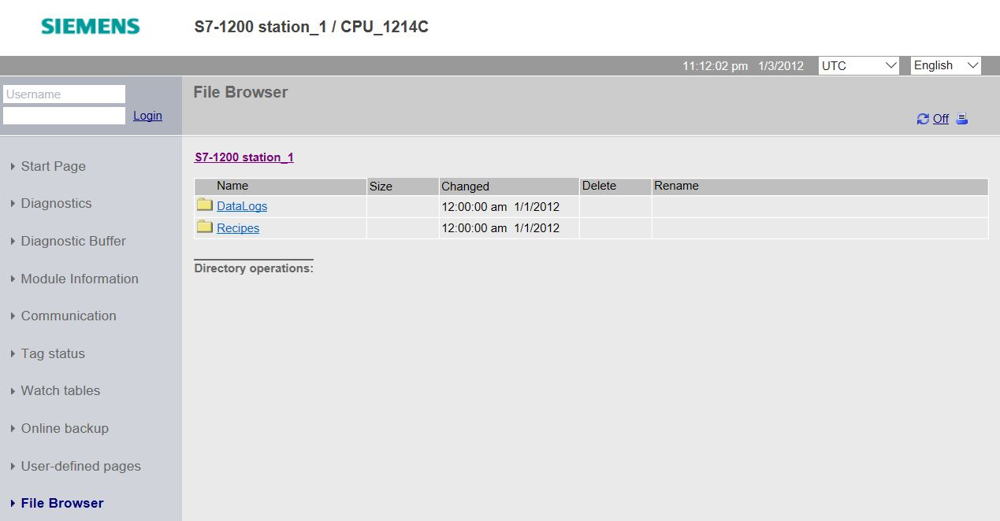 SIEMENS
S7-1200 station_1 / CPU_1214C
11:12:02 pm 1/3/2012 UTC English
Username
Login
File Browser
Off
Start Page
Diagnostics
Diagnostic Buffer
Module Information
Communication
Tag status
Watch tables
Online backup
User-defined pages
File Browser
S7-1200 station_1
Name Size Changed Delete Rename
DataLogs 12:00:00 am 1/1/2012
Recipes 12:00:00 am 1/1/2012
Directory operations: